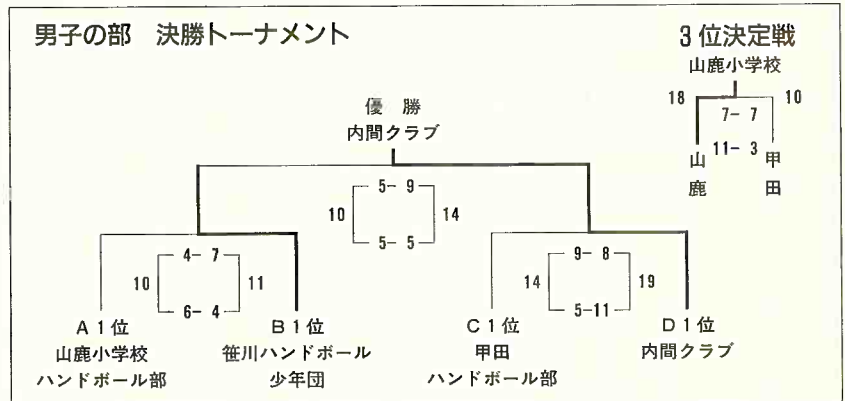 男子の部 決勝トーナメント
3位決定戦
山鹿小学校
18 10
7- 7
11- 3
山鹿
甲田
優 勝
内間クラブ
5- 9
10 14
5- 5
4- 7
10 11
6- 4
9- 8
14 19
5-11
A1位
山鹿小学校
ハンドボール部
B1位
笹川ハンドボール
少年団
C1位
甲田
ハンドボール部
D1位
内間クラブ